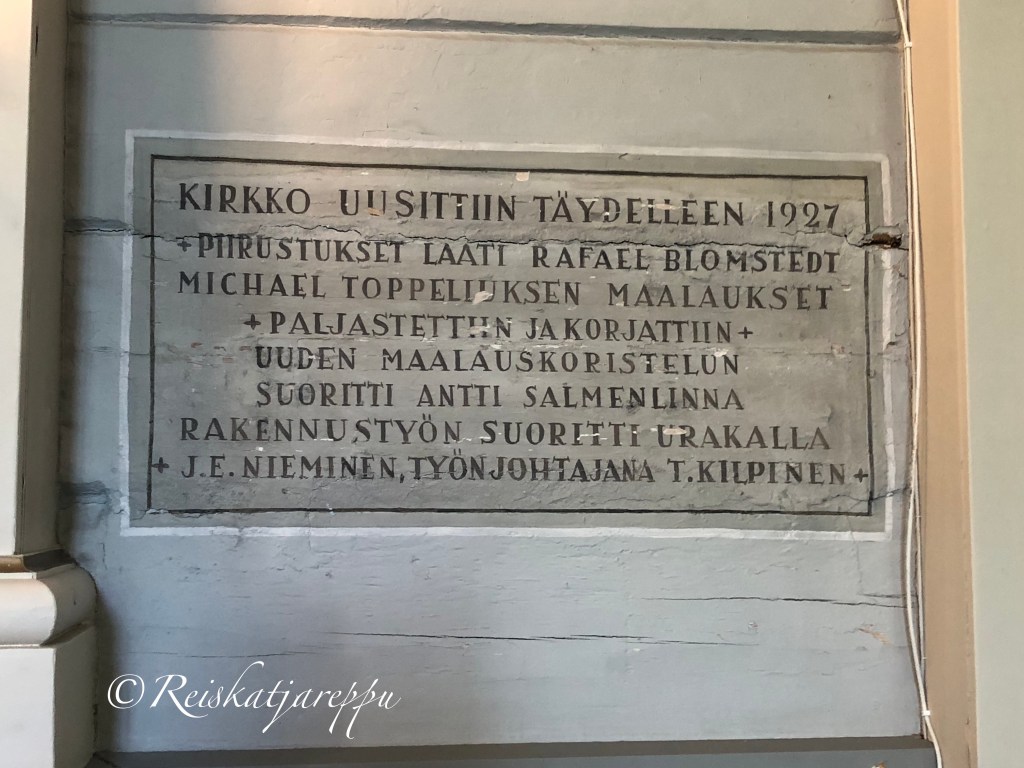 KIRKKO UUSITTIIN TÄYDELLEEN 1927
+PIIRUSTUKSET LAATI RAFAEL BLOMSTEDT
MICHAEL TOPPELIUKSEN MAALAUKSET
+PALJASTETTIIN JA KORJATTIIN+
UUDEN MAALAUSKORISTELUN
SUORITTI ANTTI SALMENLINNA
RAKENNUSTYÖN SUORITTI URAKALLA
+ J.E. NIEMINEN, TYÖNJOHTAJANA T. KILPINEN +
©Reiskatjareppu